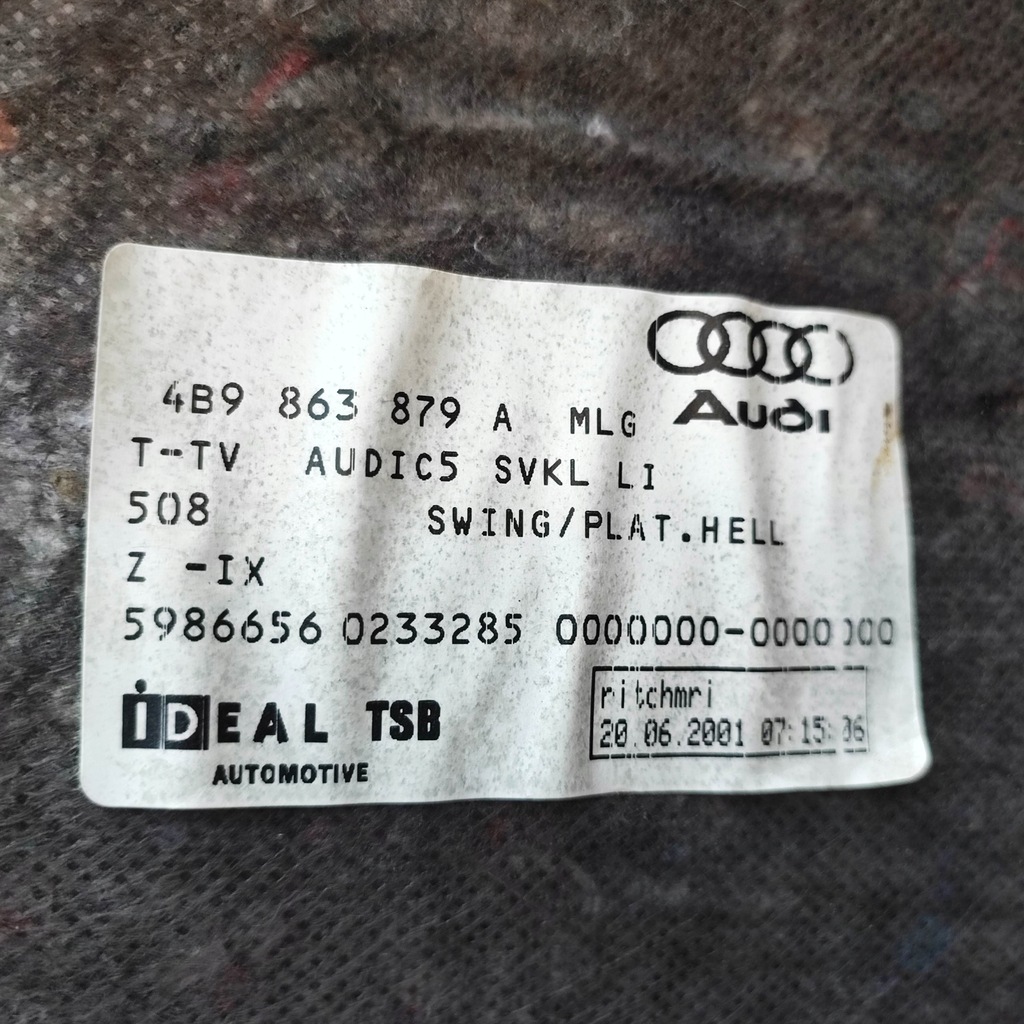 Audi
4B9 863 879 A MLG
T-TV AUDIC5 SVKL LI
508 SWING/PLAT.HELL
Z -IX
5986656 0233285 0000000-0000000
iDEAL TSB
AUTOMOTIVE
ritchmri
20.06.2001 07:15:06